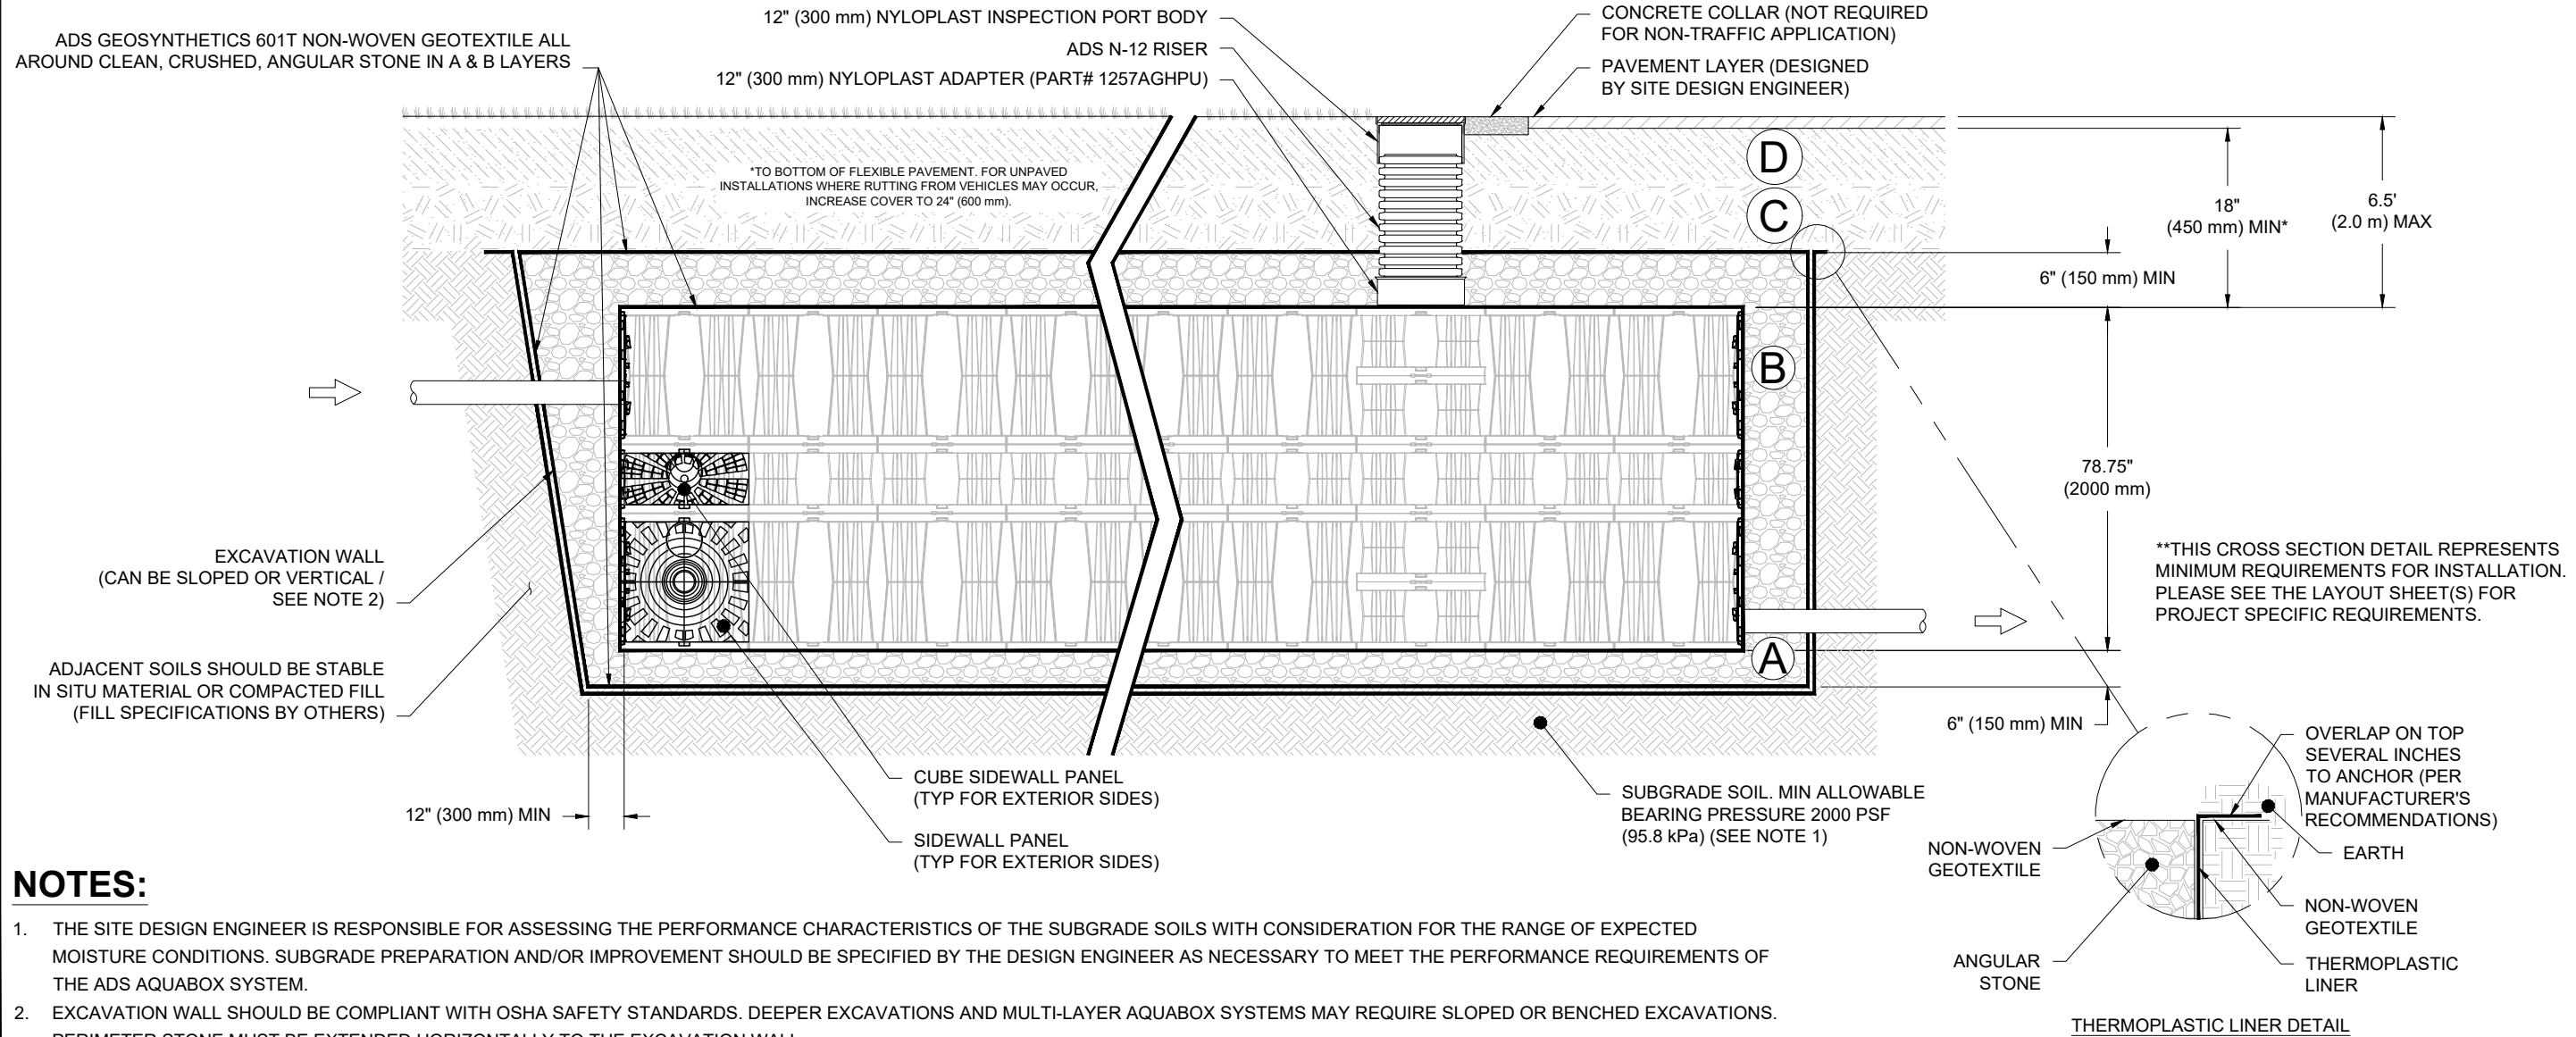 12" (300 mm) NYLOPLAST INSPECTION PORT BODY
ADS N-12 RISER
12" (300 mm) NYLOPLAST ADAPTER (PART# 1257AGHPU)
CONCRETE COLLAR (NOT REQUIRED
FOR NON-TRAFFIC APPLICATION)
PAVEMENT LAYER (DESIGNED
BY SITE DESIGN ENGINEER)
ADS GEOSYNTHETICS 601T NON-WOVEN GEOTEXTILE ALL
AROUND CLEAN, CRUSHED, ANGULAR STONE IN A & B LAYERS
*TO BOTTOM OF FLEXIBLE PAVEMENT. FOR UNPAVED
INSTALLATIONS WHERE RUTTING FROM VEHICLES MAY OCCUR,
INCREASE COVER TO 24" (600 mm).
D
C
B
A
18"
(450 mm) MIN*
6.5'
(2.0 m) MAX
6" (150 mm) MIN
78.75"
(2000 mm)
**THIS CROSS SECTION DETAIL REPRESENTS
MINIMUM REQUIREMENTS FOR INSTALLATION.
PLEASE SEE THE LAYOUT SHEET(S) FOR
PROJECT SPECIFIC REQUIREMENTS.
6" (150 mm) MIN
EXCAVATION WALL
(CAN BE SLOPED OR VERTICAL /
SEE NOTE 2)
ADJACENT SOILS SHOULD BE STABLE
IN SITU MATERIAL OR COMPACTED FILL
(FILL SPECIFICATIONS BY OTHERS)
12" (300 mm) MIN
CUBE SIDEWALL PANEL
(TYP FOR EXTERIOR SIDES)
SIDEWALL PANEL
(TYP FOR EXTERIOR SIDES)
SUBGRADE SOIL. MIN ALLOWABLE
BEARING PRESSURE 2000 PSF
(95.8 kPa) (SEE NOTE 1)
OVERLAP ON TOP
SEVERAL INCHES
TO ANCHOR (PER
MANUFACTURER'S
RECOMMENDATIONS)
EARTH
NON-WOVEN
GEOTEXTILE
NON-WOVEN
GEOTEXTILE
ANGULAR
STONE
THERMOPLASTIC
LINER
THERMOPLASTIC LINER DETAIL
NOTES:
1. THE SITE DESIGN ENGINEER IS RESPONSIBLE FOR ASSESSING THE PERFORMANCE CHARACTERISTICS OF THE SUBGRADE SOILS WITH CONSIDERATION FOR THE RANGE OF EXPECTED
MOISTURE CONDITIONS. SUBGRADE PREPARATION AND/OR IMPROVEMENT SHOULD BE SPECIFIED BY THE DESIGN ENGINEER AS NECESSARY TO MEET THE PERFORMANCE REQUIREMENTS OF
THE ADS AQUABOX SYSTEM.
2. EXCAVATION WALL SHOULD BE COMPLIANT WITH OSHA SAFETY STANDARDS. DEEPER EXCAVATIONS AND MULTI-LAYER AQUABOX SYSTEMS MAY REQUIRE SLOPED OR BENCHED EXCAVATIONS.
PERIMETER STONE MUST BE EXTENDED HORIZONTALLY TO THE EXCAVATION WALL